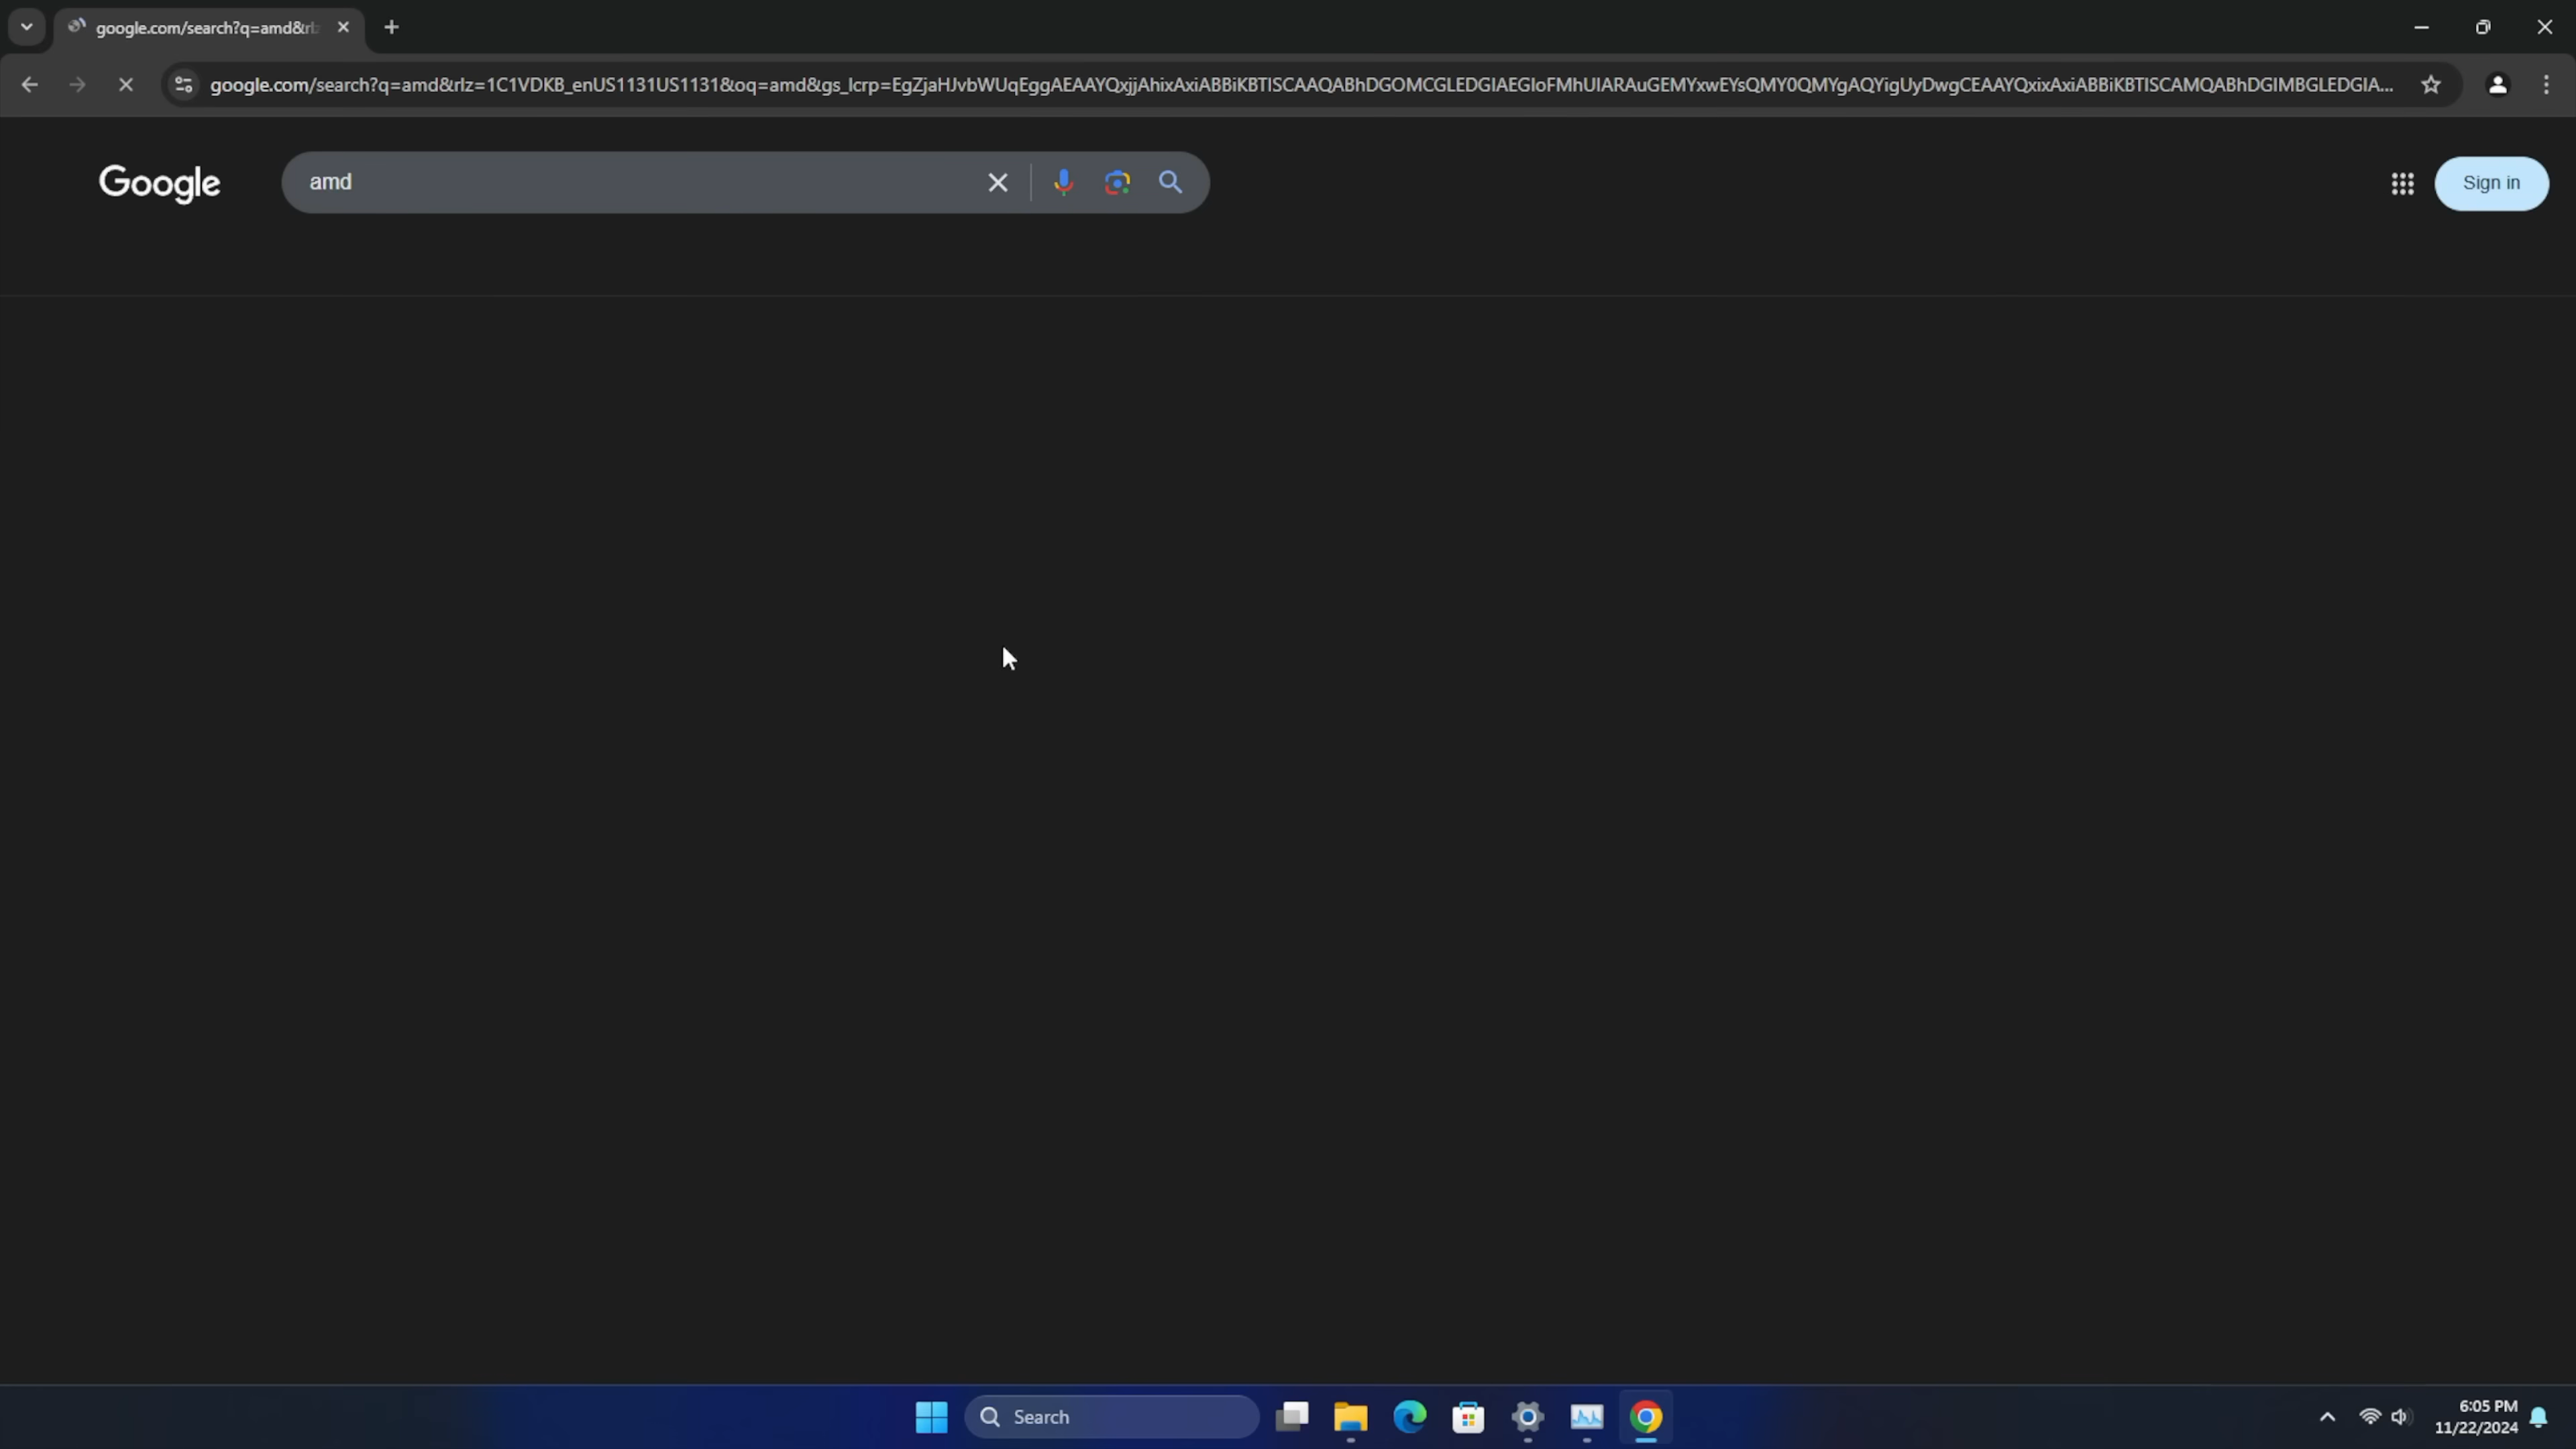 google.com/search?q=amd&rl
google.com/search?q=amd&rlz=1C1VDKB_enUS1131US1131&oq=amd&gs_lcrp=EgZjaHJvbWUqEggAEAAYQxjjAhixAxiABBiKBTISCAAQABhDGOMCGLEDGIAEGIoFMhUIARAuGEMYxwEYsQMY0QMYgAQYigUyDwgCEAAYQxixAxiABBiKBTISCAMQABhDGIMBGLEDGIA...
Google
amd
Sign in
Search
6:05 PM
11/22/2024